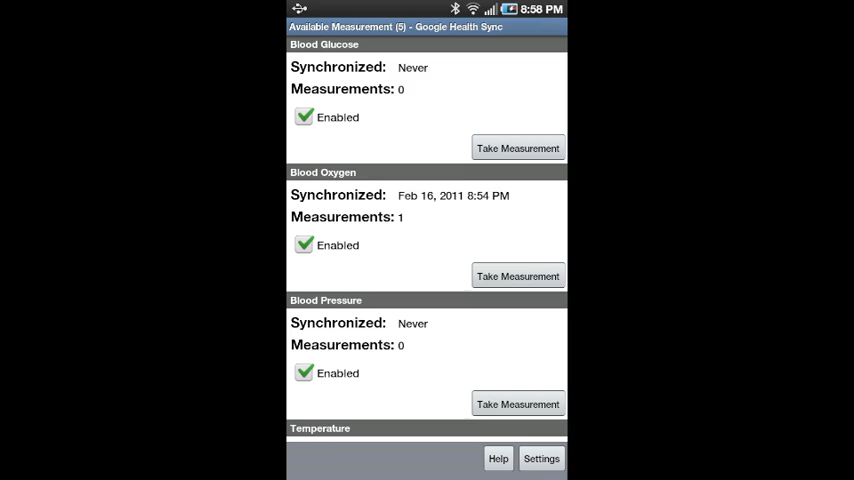 8:58 PM
Available Measurement (5) - Google Health Sync
Blood Glucose
Synchronized: Never
Measurements: 0
Enabled
Take Measurement
Blood Oxygen
Synchronized: Feb 16, 2011 8:54 PM
Measurements: 1
Enabled
Take Measurement
Blood Pressure
Synchronized: Never
Measurements: 0
Enabled
Take Measurement
Temperature
Help Settings